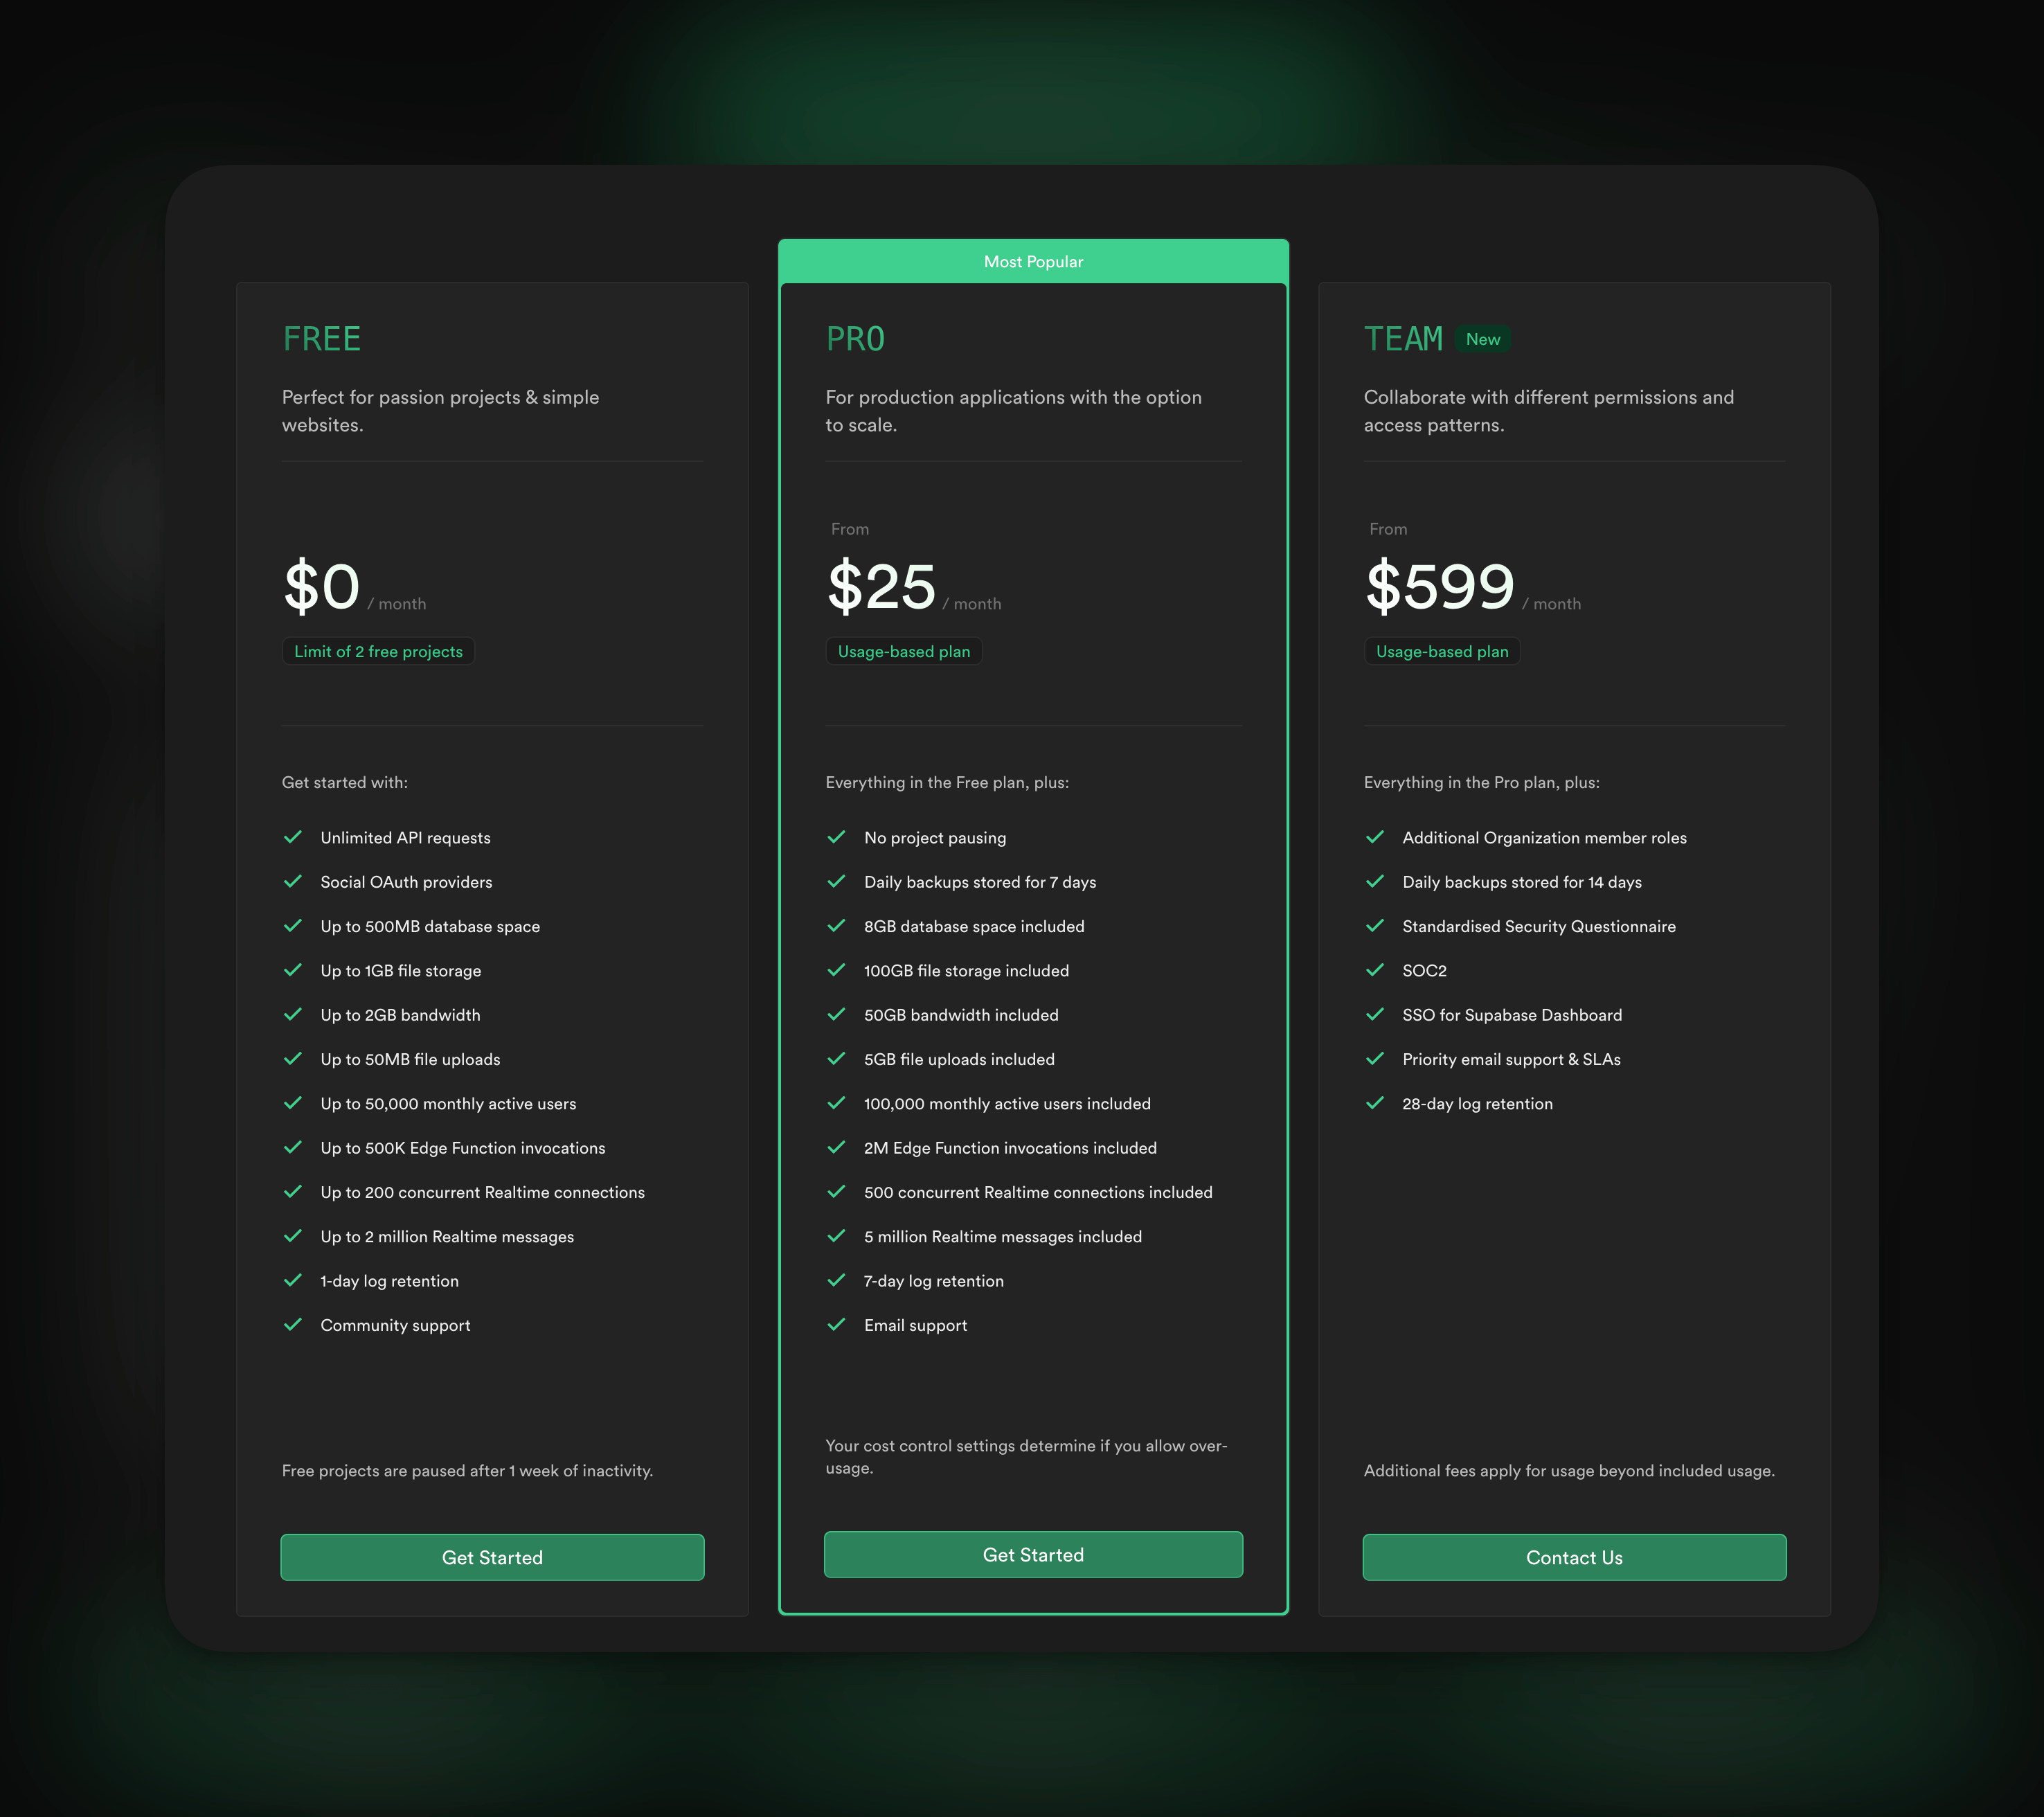 FREE
Perfect for passion projects & simple
websites.
$0 / month
Limit of 2 free projects
Get started with:
Unlimited API requests
Social OAuth providers
Up to 500MB database space
Up to 1GB file storage
Up to 2GB bandwidth
Up to 50MB file uploads
Up to 50,000 monthly active users
Up to 500K Edge Function invocations
Up to 200 concurrent Realtime connections
Up to 2 million Realtime messages
1-day log retention
Community support
Free projects are paused after 1 week of inactivity.
Get Started
Most Popular
PRO
For production applications with the option
to scale.
From
$25 / month
Usage-based plan
Everything in the Free plan, plus:
No project pausing
Daily backups stored for 7 days
8GB database space included
100GB file storage included
50GB bandwidth included
5GB file uploads included
100,000 monthly active users included
2M Edge Function invocations included
500 concurrent Realtime connections included
5 million Realtime messages included
7-day log retention
Email support
Your cost control settings determine if you allow over-
usage.
Get Started
TEAM New
Collaborate with different permissions and
access patterns.
From
$599 / month
Usage-based plan
Everything in the Pro plan, plus:
Additional Organization member roles
Daily backups stored for 14 days
Standardised Security Questionnaire
SOC2
SSO for Supabase Dashboard
Priority email support & SLAs
28-day log retention
Additional fees apply for usage beyond included usage.
Contact Us